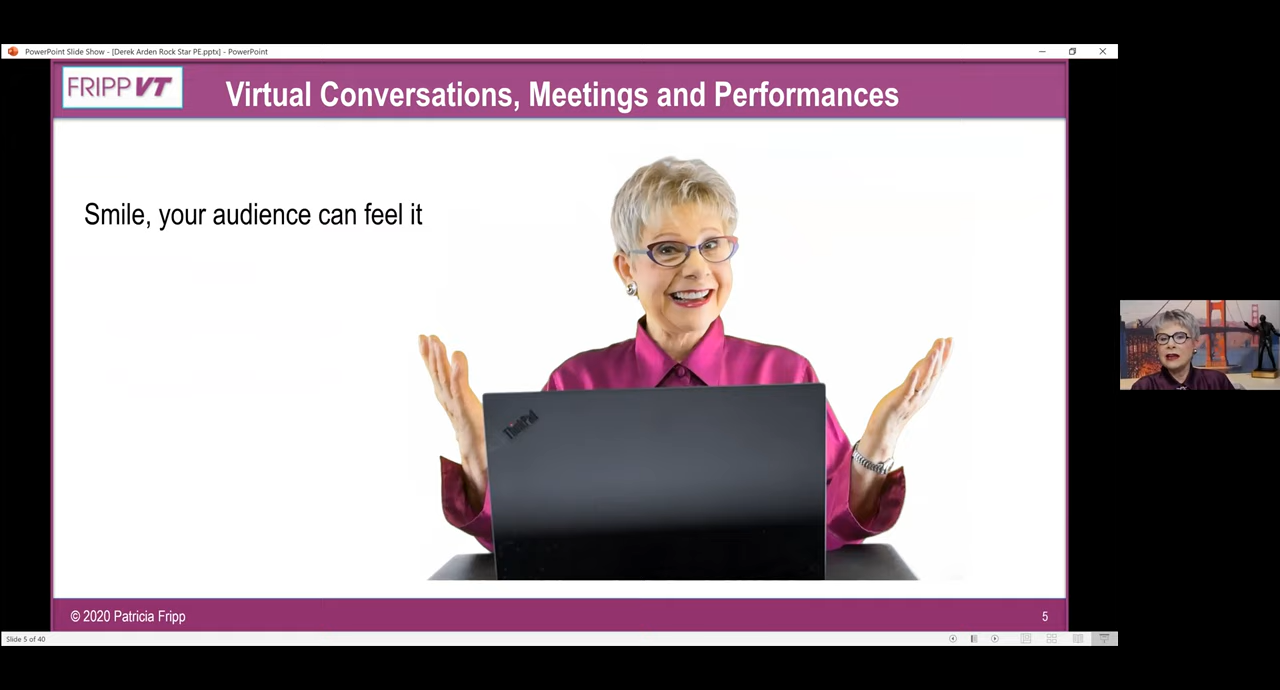 PowerPoint Slide Show - [Derek Arden Rock Star PE.pptx] - PowerPoint
FRIPP VT
Virtual Conversations, Meetings and Performances
Smile, your audience can feel it
ThinkPad
© 2020 Patricia Fripp
5
Slide 5 of 40